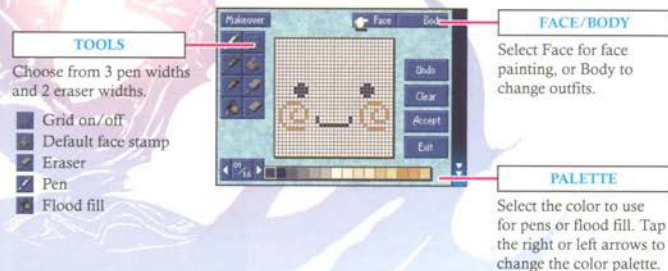 TOOLS
Choose from 3 pen widths
and 2 eraser widths.
Grid on/off
Default face stamp
Eraser
Pen
Flood fill
Makeover
Face
Body
Undo
Clear
Accept
Exit
01/16
FACE/BODY
Select Face for face
painting, or Body to
change outfits.
PALETTE
Select the color to use
for pens or flood fill. Tap
the right or left arrows to
change the color palette.